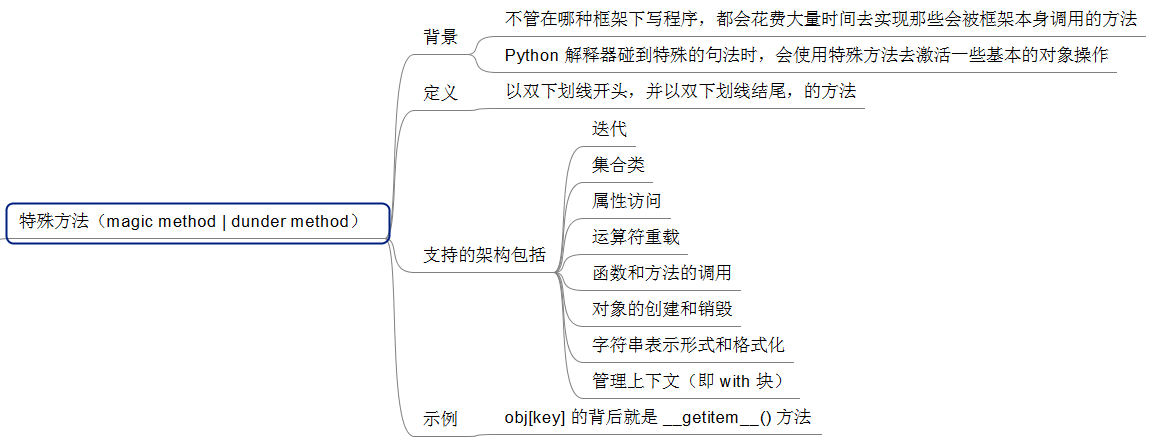 特殊方法（magic method | dunder method）
背景
不管在哪种框架下写程序，都会花费大量时间去实现那些会被框架本身调用的方法
Python 解释器碰到特殊的句法时，会使用特殊方法去激活一些基本的对象操作
定义
以双下划线开头，并以双下划线结尾，的方法
支持的架构包括
迭代
集合类
属性访问
运算符重载
函数和方法的调用
对象的创建和销毁
字符串表示形式和格式化
管理上下文（即 with 块）
示例
obj[key] 的背后就是 __getitem__() 方法